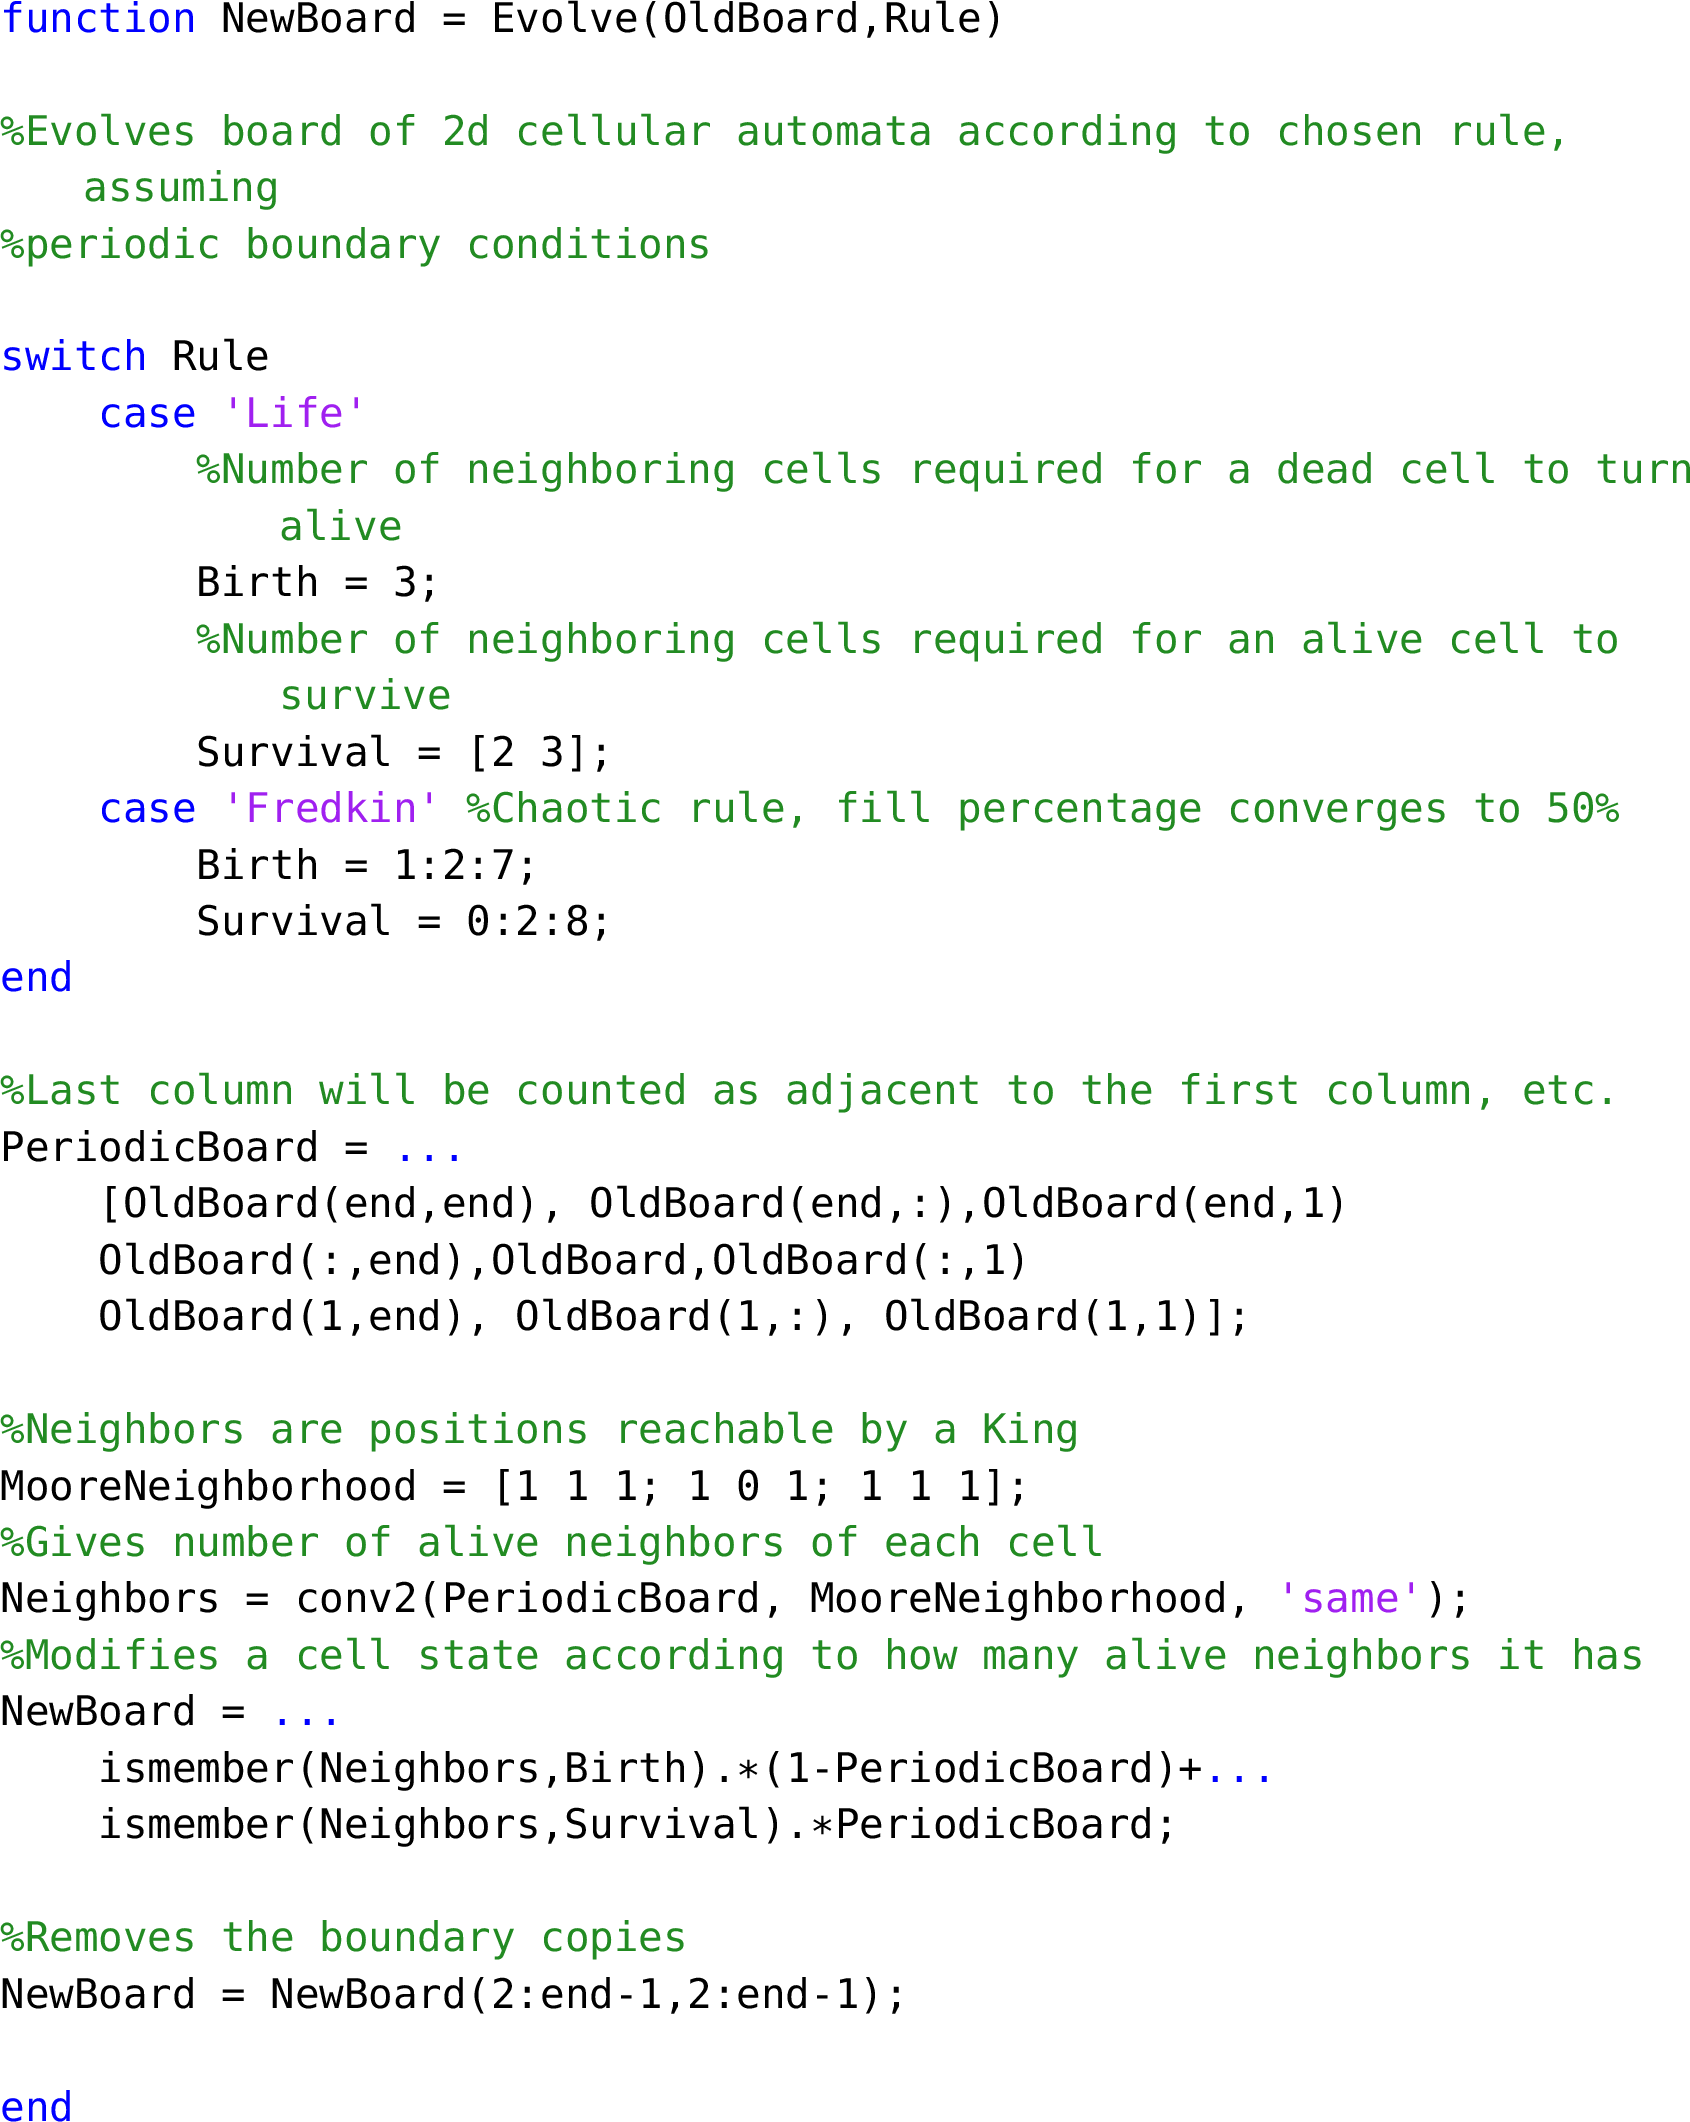 function NewBoard = Evolve(OldBoard,Rule)
%Evolves board of 2d cellular automata according to chosen rule,
assuming
%periodic boundary conditions
switch Rule
case 'Life'
%Number of neighboring cells required for a dead cell to turn
alive
Birth = 3;
%Number of neighboring cells required for an alive cell to
survive
Survival = [2 3];
case 'Fredkin' %Chaotic rule, fill percentage converges to 50%
Birth = 1:2:7;
Survival = 0:2:8;
end
%Last column will be counted as adjacent to the first column, etc.
PeriodicBoard = ...
[OldBoard(end,end), OldBoard(end,:),OldBoard(end,1)
OldBoard(:,end),OldBoard,OldBoard(:,1)
OldBoard(1,end), OldBoard(1,:), OldBoard(1,1)];
%Neighbors are positions reachable by a King
MooreNeighborhood = [1 1 1; 1 0 1; 1 1 1];
%Gives number of alive neighbors of each cell
Neighbors = conv2(PeriodicBoard, MooreNeighborhood, 'same');
%Modifies a cell state according to how many alive neighbors it has
NewBoard = ...
ismember(Neighbors,Birth).*(1-PeriodicBoard)+...
ismember(Neighbors,Survival).*PeriodicBoard;
%Removes the boundary copies
NewBoard = NewBoard(2:end-1,2:end-1);
end